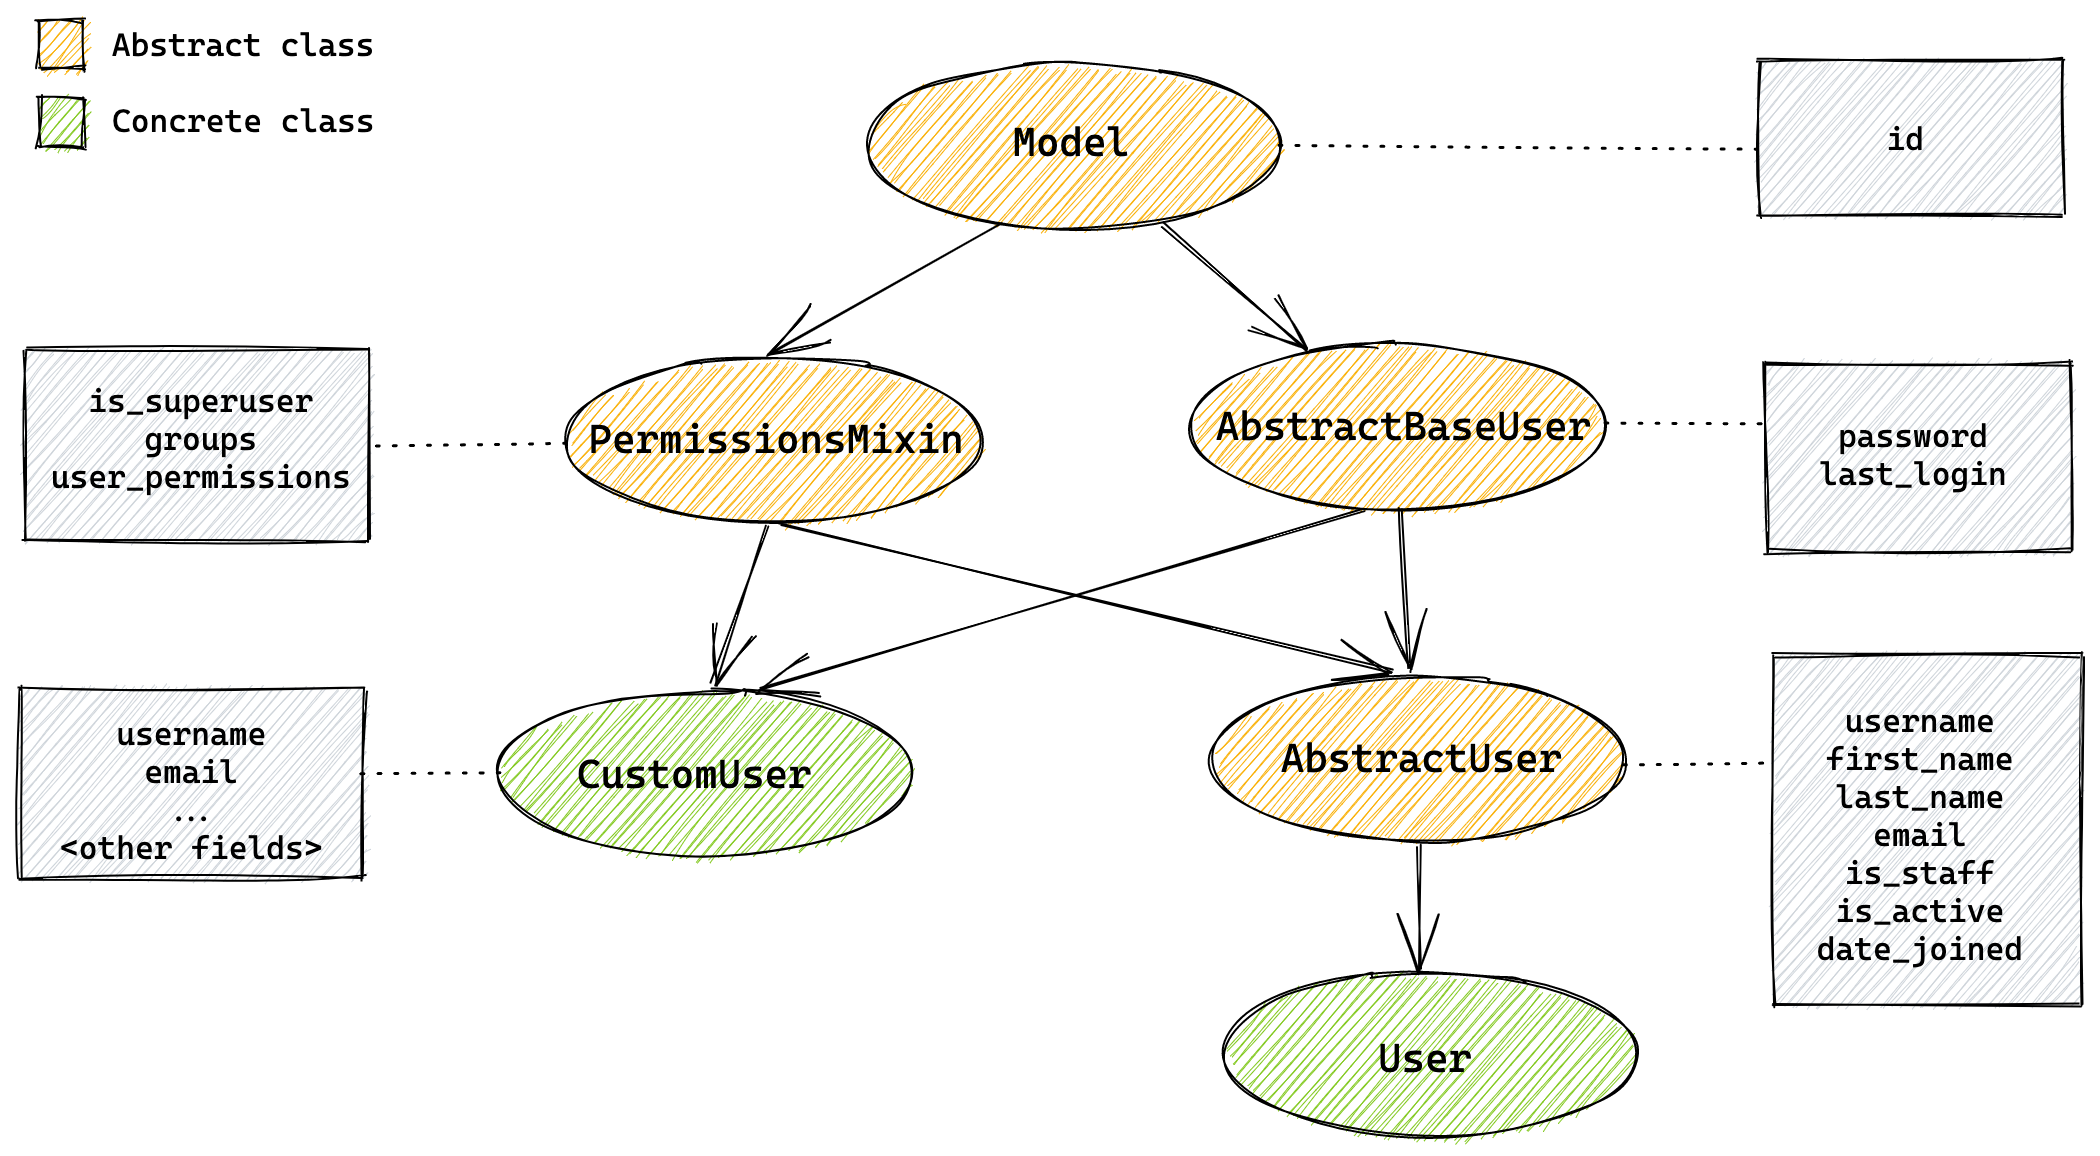 Abstract class
Concrete class
Model
id
is_superuser
groups
user_permissions
PermissionsMixin
AbstractBaseUser
password
last_login
username
email
...
<other fields>
CustomUser
AbstractUser
username
first_name
last_name
email
is_staff
is_active
date_joined
User